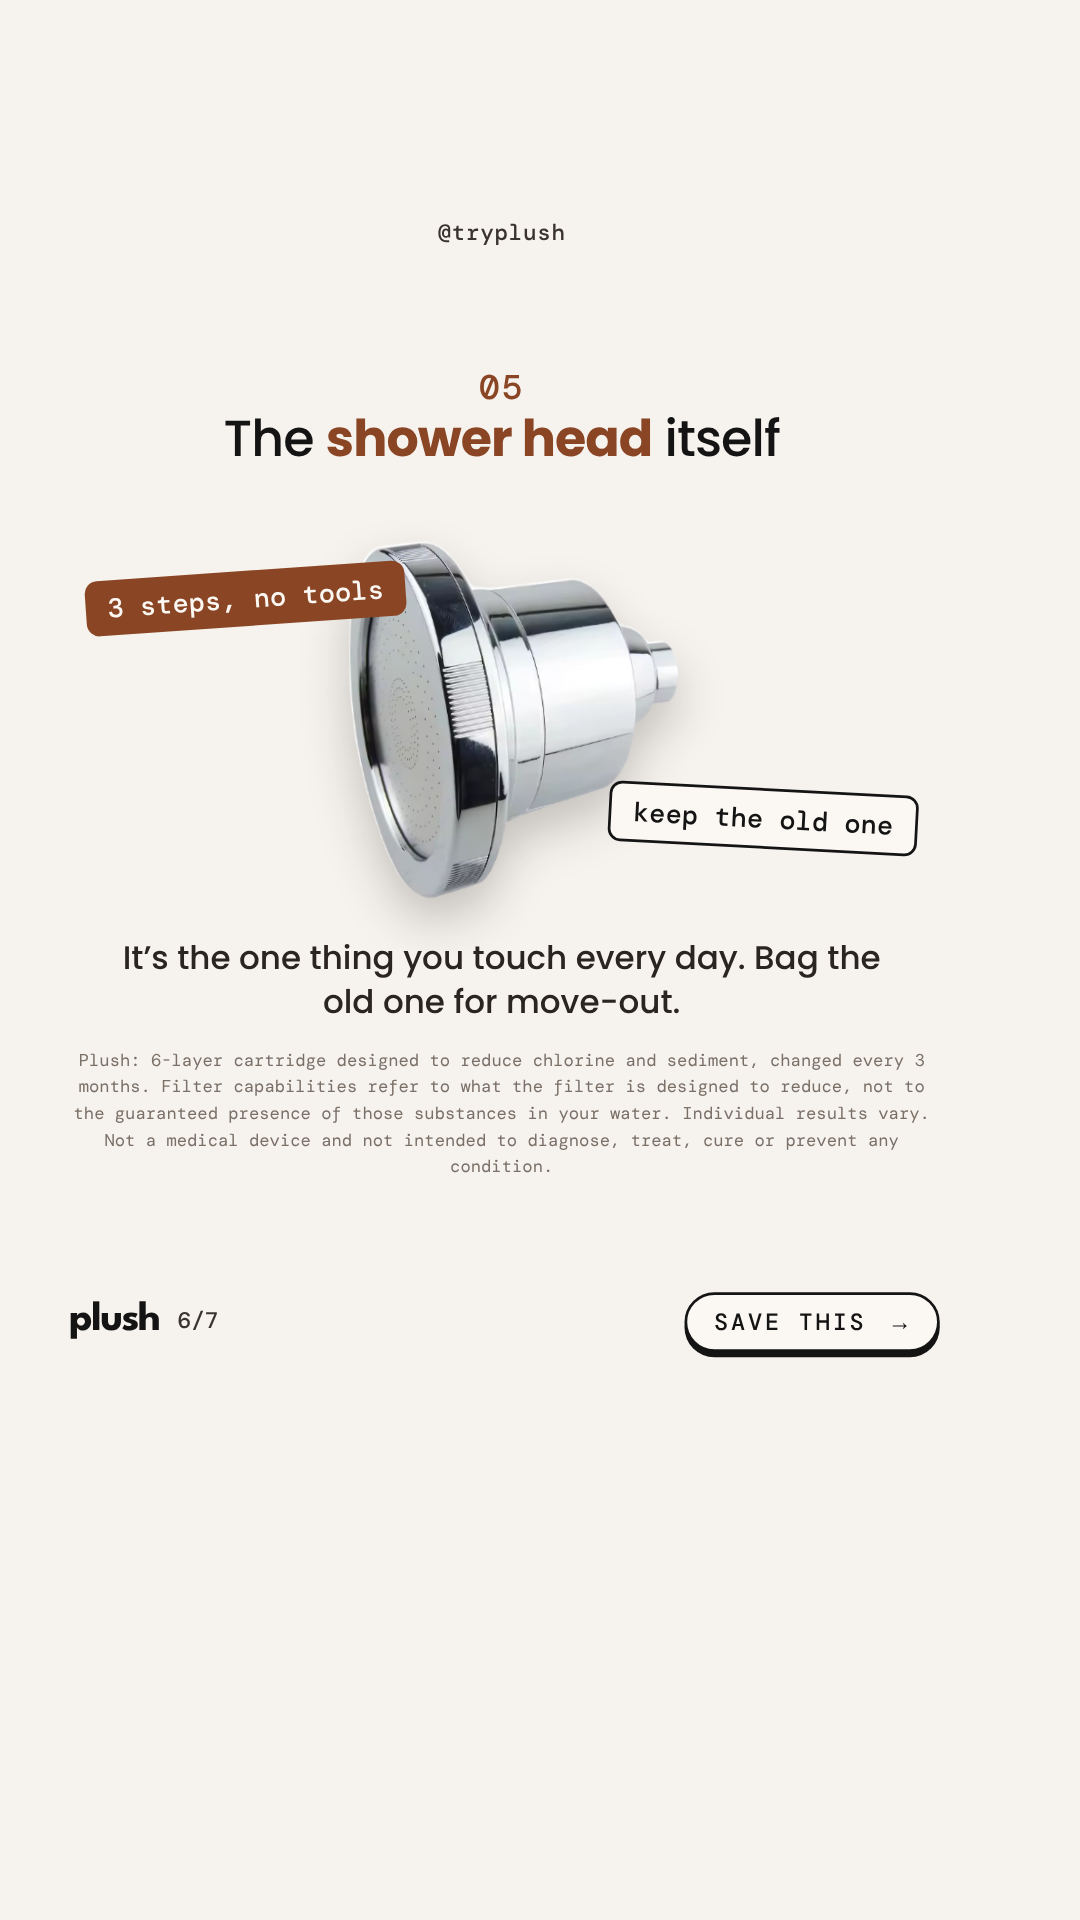 @tryplush
05
The shower head itself
3 steps, no tools
keep the old one
It’s the one thing you touch every day. Bag the
old one for move-out.
Plush: 6-layer cartridge designed to reduce chlorine and sediment, changed every 3
months. Filter capabilities refer to what the filter is designed to reduce, not to
the guaranteed presence of those substances in your water. Individual results vary.
Not a medical device and not intended to diagnose, treat, cure or prevent any
condition.
plush 6/7
SAVE THIS →